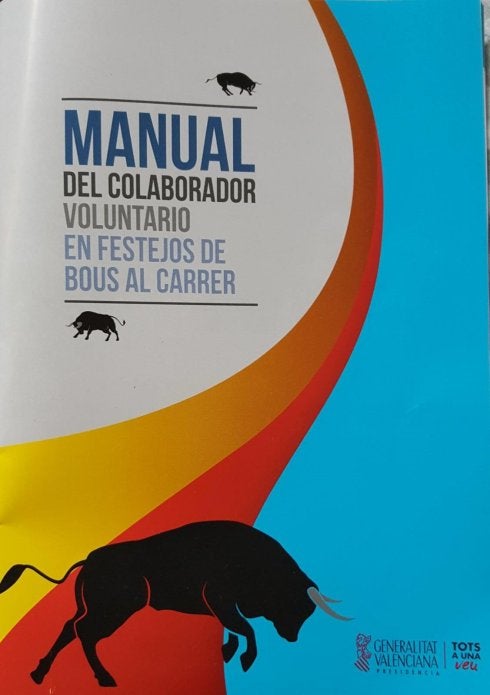 MANUAL
DEL COLABORADOR
VOLUNTARIO
EN FESTEJOS DE
BOUS AL CARRER
GENERALITAT
VALENCIANA
PRESIDÈNCIA
TOTS
A UNA
veu